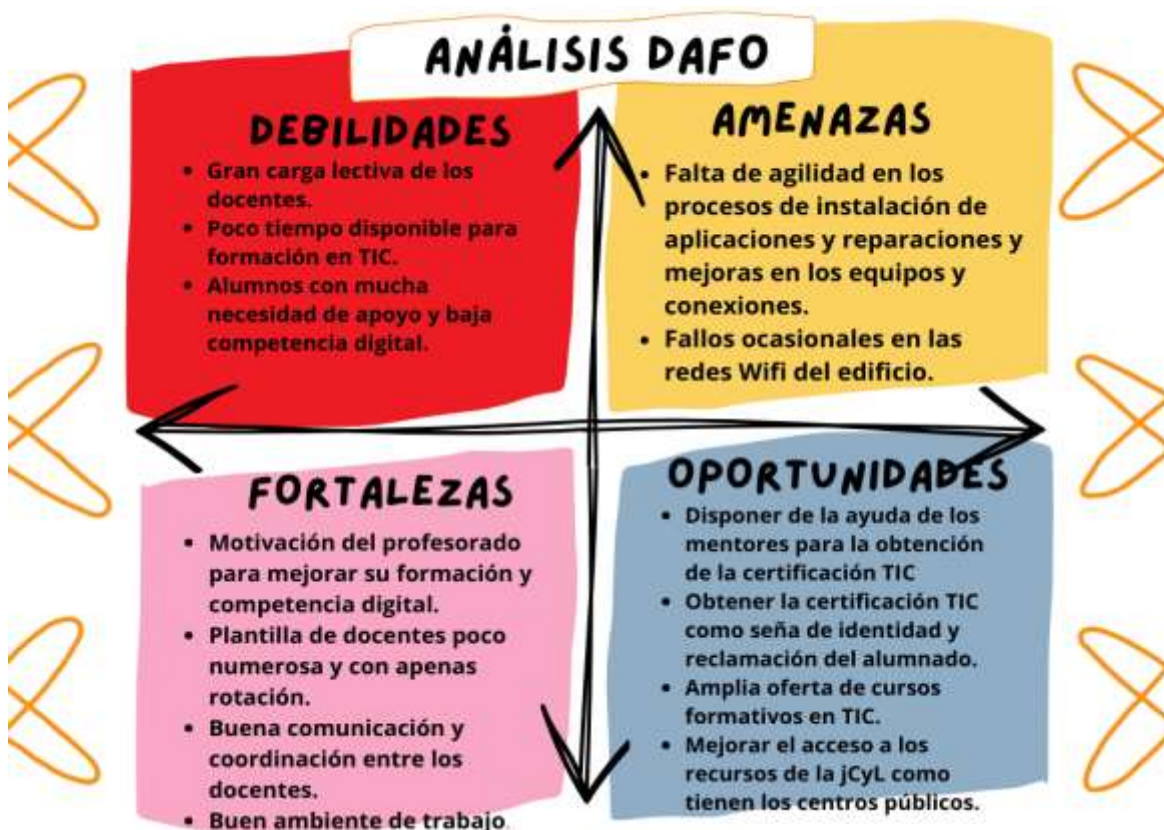 ANÁLISIS DAFO
DEBILIDADES
• Gran carga lectiva de los
docentes.
• Poco tiempo disponible para
formación en TIC.
• Alumnos con mucha
necesidad de apoyo y baja
competencia digital.
AMENAZAS
• Falta de agilidad en los
procesos de instalación de
aplicaciones y reparaciones y
mejoras en los equipos y
conexiones.
• Fallos ocasionales en las
redes Wifi del edificio.
FORTALEZAS
• Motivación del profesorado
para mejorar su formación y
competencia digital.
• Plantilla de docentes poco
numerosa y con apenas
rotación.
• Buena comunicación y
coordinación entre los
docentes.
• Buen ambiente de trabajo
OPORTUNIDADES
• Disponer de la ayuda de los
mentores para la obtención
de la certificación TIC
• Obtener la certificación TIC
como seña de identidad y
reclamación del alumnado.
• Amplia oferta de cursos
formativos en TIC.
• Mejorar el acceso a los
recursos de la jCyL como
tienen los centros públicos.